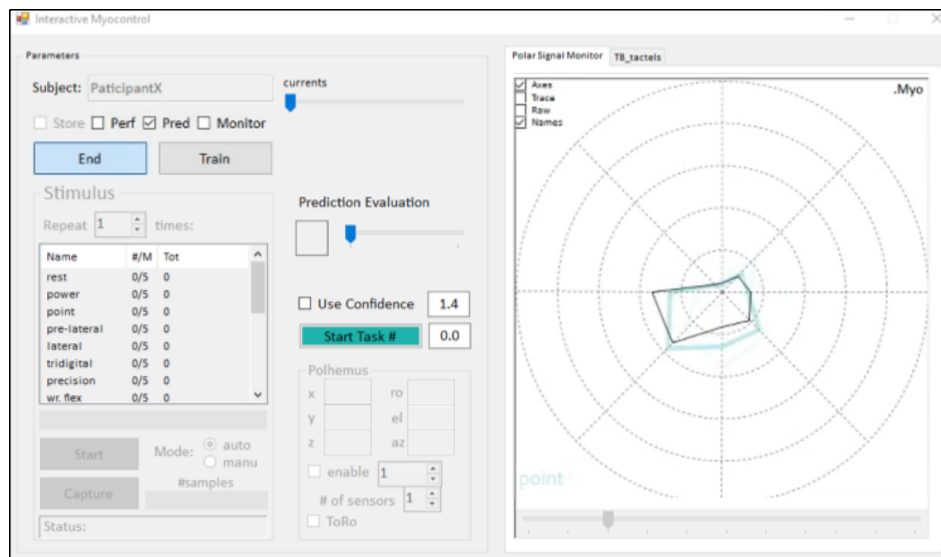 Interactive Myocontrol
Parameters
Subject: PaticipantX
Store Perf Pred Monitor
End Train
Stimulus
Repeat 1 times:
Name #/M Tot
rest 0/5 0
power 0/5 0
point 0/5 0
pre-lateral 0/5 0
lateral 0/5 0
tridigital 0/5 0
precision 0/5 0
wr. flex 0/5 0
Start Mode: auto
manu
Capture #samples
Status:
currents
Prediction Evaluation
Use Confidence 1.4
Start Task # 0.0
Polhemus
x ro
y el
z az
enable 1
# of sensors 1
ToRo
Polar Signal Monitor TB_tactels
Axes
Trace
Raw
Names
.Myo
point